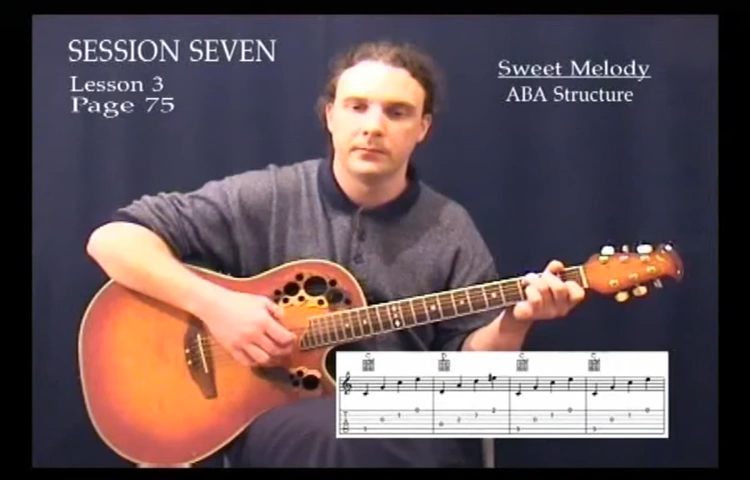 SESSION SEVEN
Lesson 3
Page 75
Sweet Melody
ABA Structure